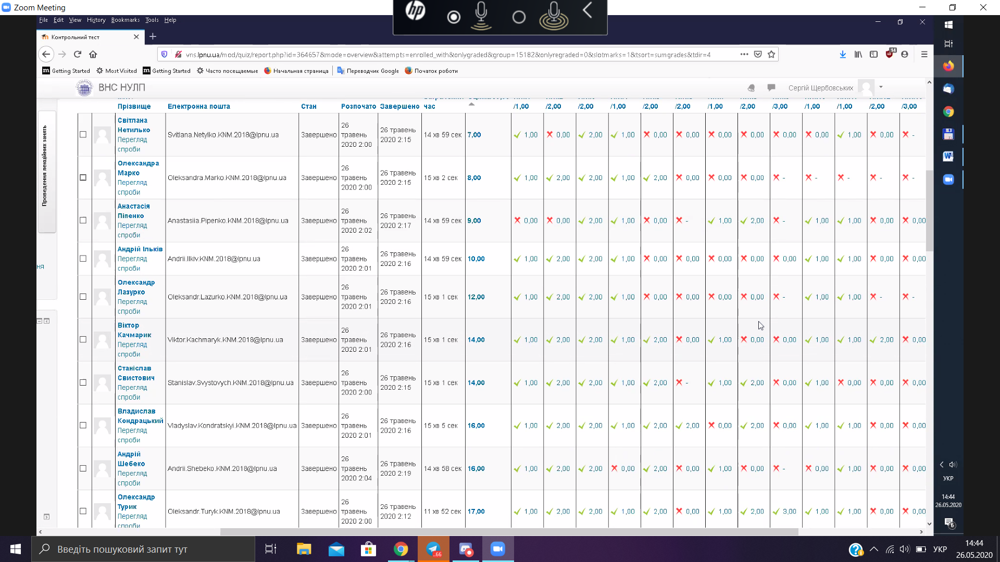 Zoom Meeting
File Edit View History Bookmarks Tools Help
Контрольний тест
vns.lpnu.ua/mod/quiz/report.php?id=364657&mode=overview&attempts=enrolled_with&onlygraded&group=15182&onlyregraded=0&slotmarks=1&tsort=sumgrades&tdir=4
14
Getting Started Most Visited Getting Started Часто посещаемые Начальная страница Переводчик Google Початок роботи
ВНС НУЛП
Сергій Щербовських
Проведення лекційних занять
ня
Прізвище Електронна пошта Стан Розпочато Завершено час /1,00 /2,00 /2,00 /1,00 /2,00 /2,00 /1,00 /2,00 /3,00 /1,00 /1,00 /2,00 /3,00
Світлана
Нетилько
Перегляд
спроби
Svitlana.Netylko.KNM.2018@lpnu.ua Завершено
26
травень
2020 2:00
26 травень
2020 2:15
14 хв 59 сек 7,00 1,00 0,00 2,00 1,00 0,00 0,00 0,00 0,00 0,00 0,00 1,00 0,00 -
Олександра
Марко
Перегляд
спроби
Oleksandra.Marko.KNM.2018@lpnu.ua Завершено
26
травень
2020 2:00
26 травень
2020 2:15
15 хв 2 сек 8,00 1,00 2,00 2,00 1,00 2,00 0,00 0,00 0,00 - - - - -
Анастасія
Піпенко
Перегляд
спроби
Anastasiia.Pipenko.KNM.2018@lpnu.ua Завершено
26
травень
2020 2:02
26 травень
2020 2:17
14 хв 59 сек 9,00 0,00 0,00 2,00 1,00 0,00 - 1,00 2,00 - 1,00 1,00 0,00 0,00
Андрій Ільків
Перегляд
спроби
Andrii.Ilkiv.KNM.2018@lpnu.ua Завершено
26
травень
2020 2:01
26 травень
2020 2:16
14 хв 59 сек 10,00 1,00 2,00 2,00 1,00 0,00 0,00 0,00 0,00 0,00 1,00 1,00 0,00 0,00
Олександр
Лазурко
Перегляд
спроби
Oleksandr.Lazurko.KNM.2018@lpnu.ua Завершено
26
травень
2020 2:01
26 травень
2020 2:16
15 хв 1 сек 12,00 1,00 2,00 2,00 1,00 0,00 0,00 0,00 0,00 - 1,00 1,00 - -
Віктор
Качмарик
Перегляд
спроби
Viktor.Kachmaryk.KNM.2018@lpnu.ua Завершено
26
травень
2020 2:01
26 травень
2020 2:16
15 хв 1 сек 14,00 1,00 2,00 2,00 1,00 2,00 0,00 1,00 0,00 0,00 1,00 1,00 2,00 0,00
Станіслав
Свистович
Перегляд
спроби
Stanislav.Svystovych.KNM.2018@lpnu.ua Завершено
26
травень
2020 2:00
26 травень
2020 2:15
15 хв 1 сек 14,00 1,00 2,00 2,00 1,00 2,00 - 1,00 2,00 0,00 1,00 0,00 0,00 0,00
Владислав
Кондрацький
Перегляд
спроби
Vladyslav.Kondratskyi.KNM.2018@lpnu.ua Завершено
26
травень
2020 2:01
26 травень
2020 2:16
15 хв 5 сек 16,00 1,00 2,00 2,00 1,00 2,00 2,00 0,00 2,00 0,00 1,00 1,00 0,00 0,00
Андрій
Шебеко
Перегляд
спроби
Andrii.Shebeko.KNM.2018@lpnu.ua Завершено
26
травень
2020 2:04
26 травень
2020 2:19
14 хв 58 сек 16,00 1,00 2,00 2,00 0,00 2,00 0,00 1,00 0,00 - 0,00 1,00 0,00 0,00
Олександр
Турик
Перегляд
спроби
Oleksandr.Turyk.KNM.2018@lpnu.ua Завершено
26
травень
2020 2:00
26 травень
2020 2:12
11 хв 52 сек 17,00 1,00 2,00 2,00 1,00 2,00 0,00 1,00 2,00 3,00 1,00 1,00 0,00 0,00
УКР
14:44
26.05.2020
6
Введіть пошуковий запит тут
..66
УКР
14:44
26.05.2020